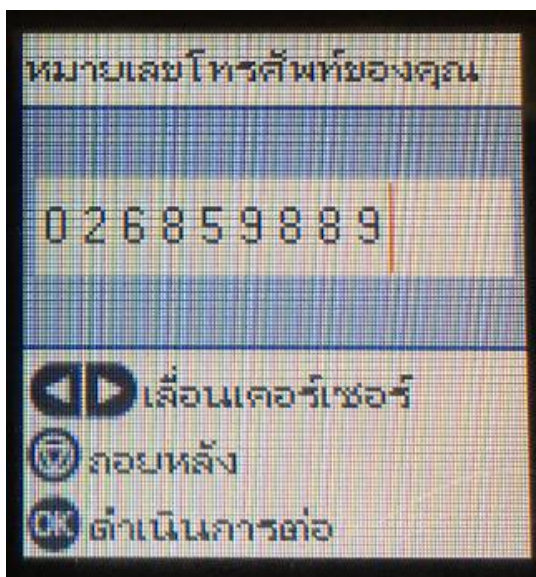 หมายเลขโทรศัพท์ของคุณ
026859889
เลื่อนเคอร์เซอร์
ถอยหลัง
OK ดำเนินการต่อ